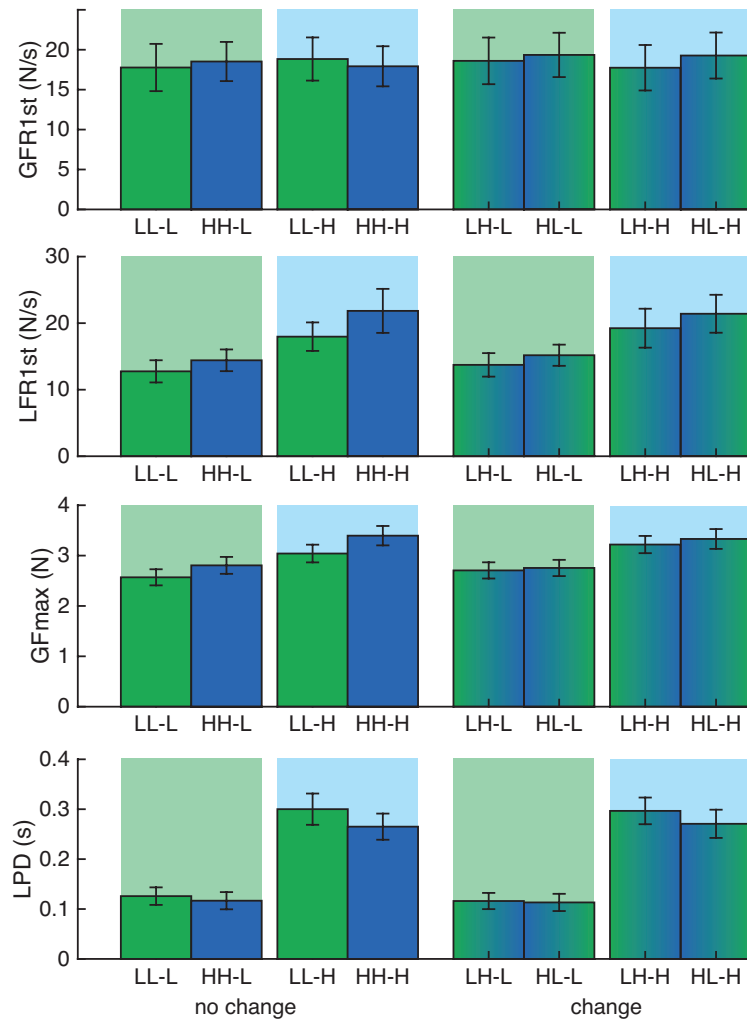 GFR1st (N/s)
20
15
10
5
0
LL-L HH-L LL-H HH-H LH-L HL-L LH-H HL-H
LFR1st (N/s)
30
20
10
0
LL-L HH-L LL-H HH-H LH-L HL-L LH-H HL-H
GFmax (N)
4
3
2
1
0
LL-L HH-L LL-H HH-H LH-L HL-L LH-H HL-H
LPD (s)
0.4
0.3
0.2
0.1
0
LL-L HH-L LL-H HH-H LH-L HL-L LH-H HL-H
no change change